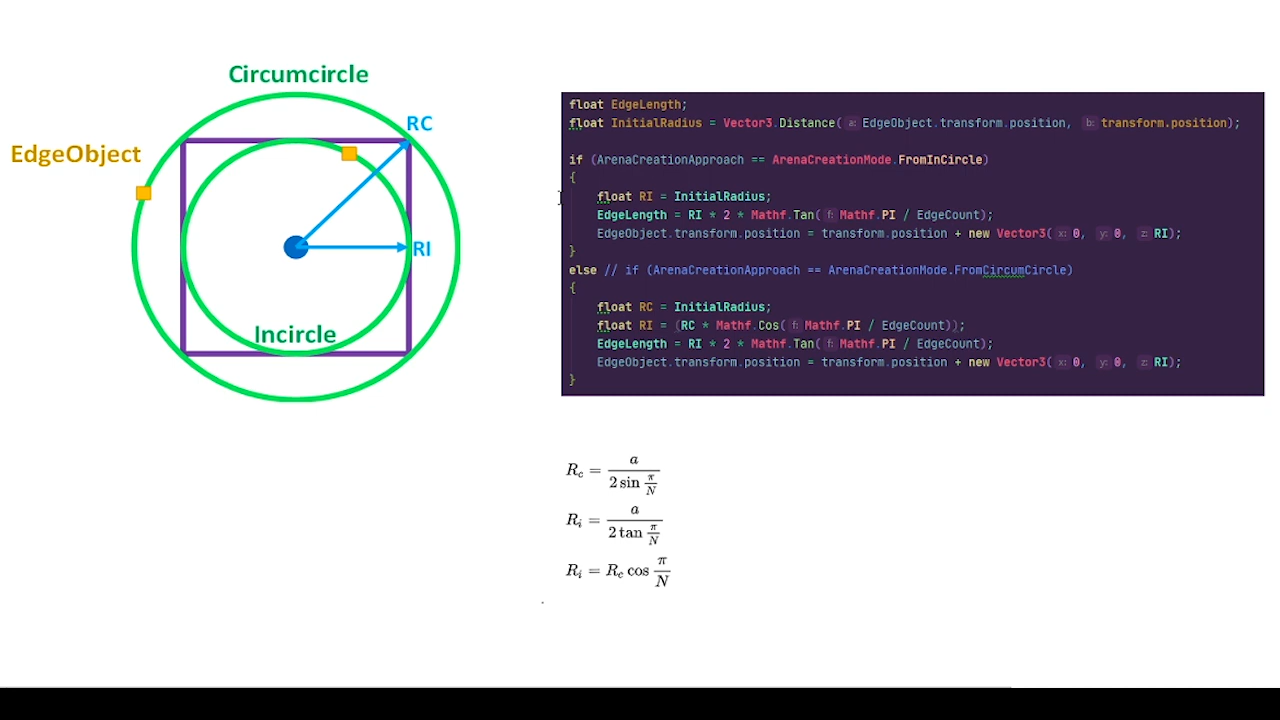 Circumcircle
RC
EdgeObject
RI
Incircle
float EdgeLength;
float InitialRadius = Vector3.Distance( a: EdgeObject.transform.position, b: transform.position);
if (ArenaCreationApproach == ArenaCreationMode.FromInCircle)
{
float RI = InitialRadius;
EdgeLength = RI * 2 * Mathf.Tan( f: Mathf.PI / EdgeCount);
EdgeObject.transform.position = transform.position + new Vector3( x: 0, y: 0, z: RI);
}
else // if (ArenaCreationApproach == ArenaCreationMode.FromCircumCircle)
{
float RC = InitialRadius;
float RI = (RC * Mathf.Cos( f: Mathf.PI / EdgeCount));
EdgeLength = RI * 2 * Mathf.Tan( f: Mathf.PI / EdgeCount);
EdgeObject.transform.position = transform.position + new Vector3( x: 0, y: 0, z: RI);
}
R_c = a / (2 sin π/N)
R_i = a / (2 tan π/N)
R_i = R_c cos π/N